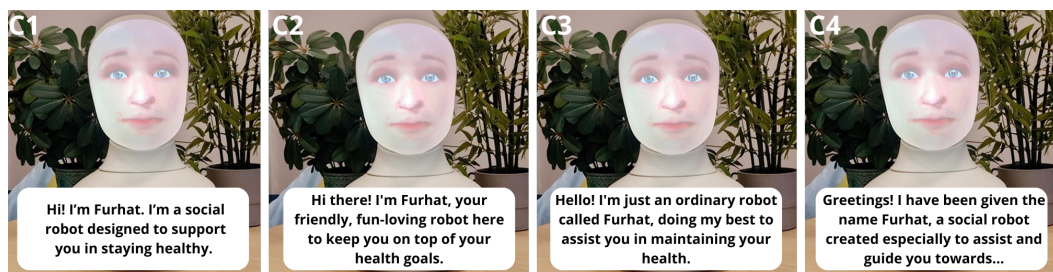 C1
Hi! I’m Furhat. I’m a social
robot designed to support
you in staying healthy.
C2
Hi there! I'm Furhat, your
friendly, fun-loving robot here
to keep you on top of your
health goals.
C3
Hello! I'm just an ordinary robot
called Furhat, doing my best to
assist you in maintaining your
health.
C4
Greetings! I have been given the
name Furhat, a social robot
created especially to assist and
guide you towards...